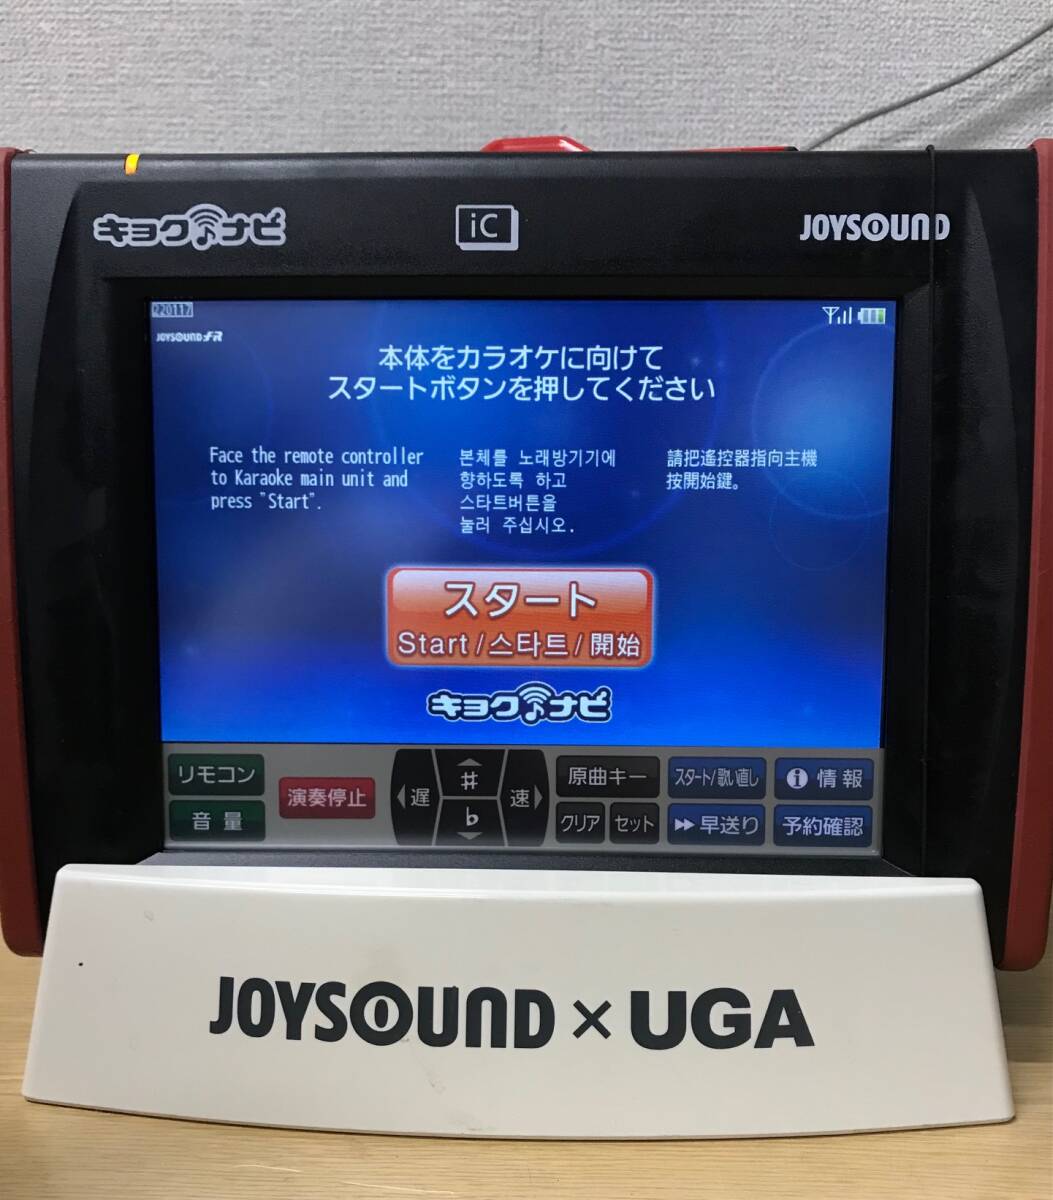 キョクナビ
iC
JOYSOUND
JOYSOUND fR
本体をカラオケに向けて
スタートボタンを押してください
Face the remote controller
to Karaoke main unit and
press "Start".
본체를 노래방기기에
향하도록 하고
스타트버튼을
눌러 주십시오.
請把遙控器指向主機
按開始鍵。
スタート
Start/스타트/開始
キョクナビ
リモコン
音量
演奏停止
遅
♯
♭
速
原曲キー
クリア
セット
スタート/歌い直し
早送り
情報
予約確認
JOYSOUND×UGA